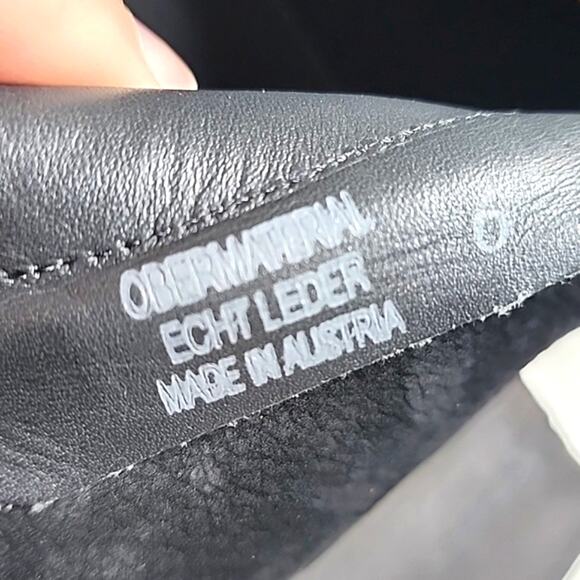 OBERMATERIAL
ECHT LEDER
MADE IN AUSTRIA